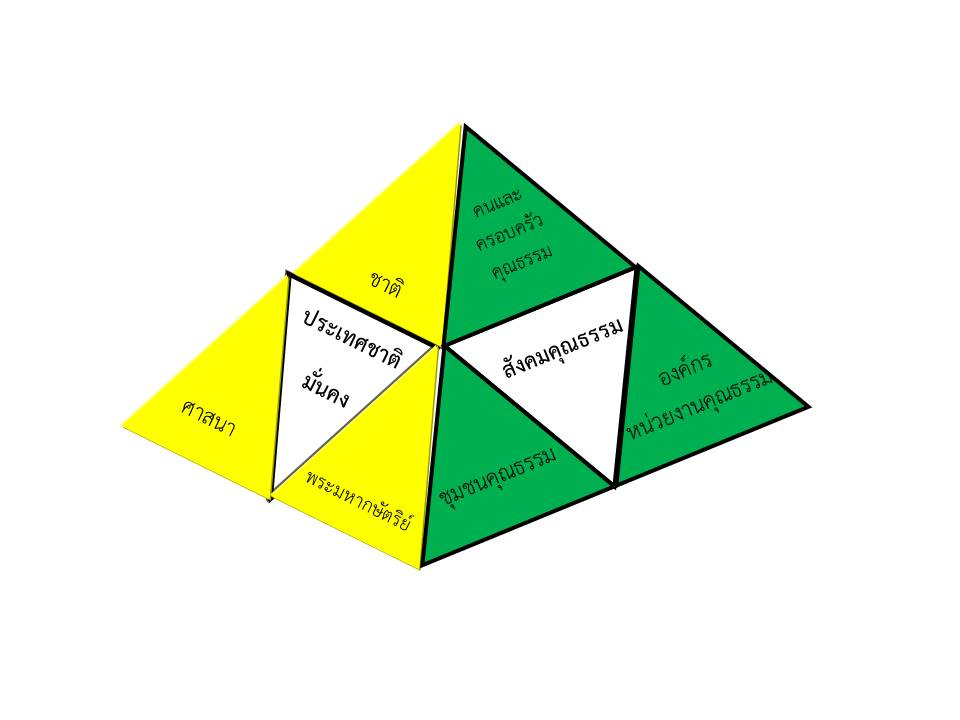 คนและ
ครอบครัว
คุณธรรม
ชาติ
ประเทศชาติ
มั่นคง
สังคมคุณธรรม
องค์กร
หน่วยงานคุณธรรม
ศาสนา
พระมหากษัตริย์
ชุมชนคุณธรรม